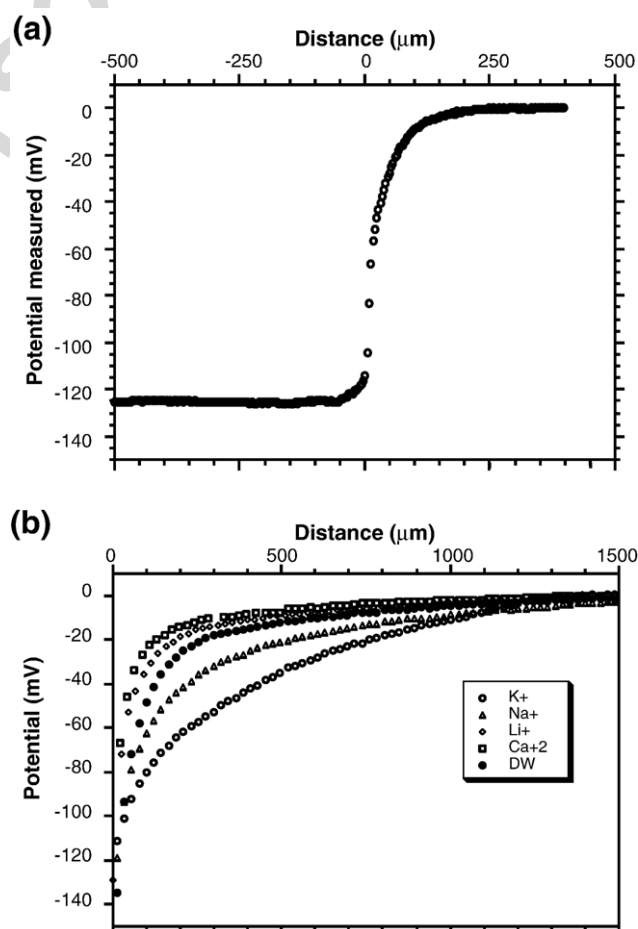 (a)
Distance (μm)
-500 -250 0 250 500
Potential measured (mV)
0
-20
-40
-60
-80
-100
-120
-140
(b)
Distance (μm)
0 500 1000 1500
Potential (mV)
0
-20
-40
-60
-80
-100
-120
-140
K+
Na+
Li+
Ca+2
DW